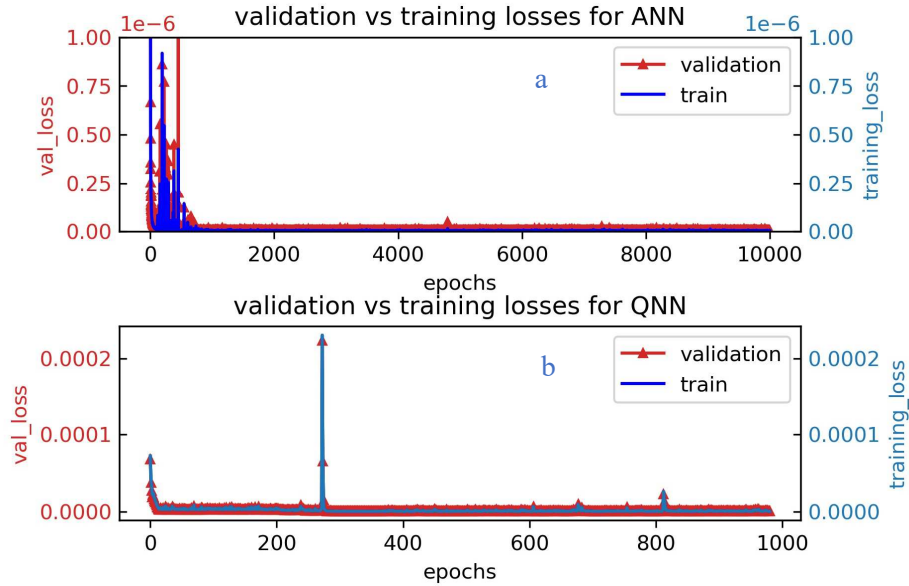 validation vs training losses for ANN
1e−6
1e−6
1.00
0.75
0.50
0.25
0.00
val_loss
a
validation
train
1.00
0.75
0.50
0.25
0.00
training_loss
0 2000 4000 6000 8000 10000
epochs
validation vs training losses for QNN
0.0002
0.0001
0.0000
val_loss
b
validation
train
0.0002
0.0001
0.0000
training_loss
0 200 400 600 800 1000
epochs